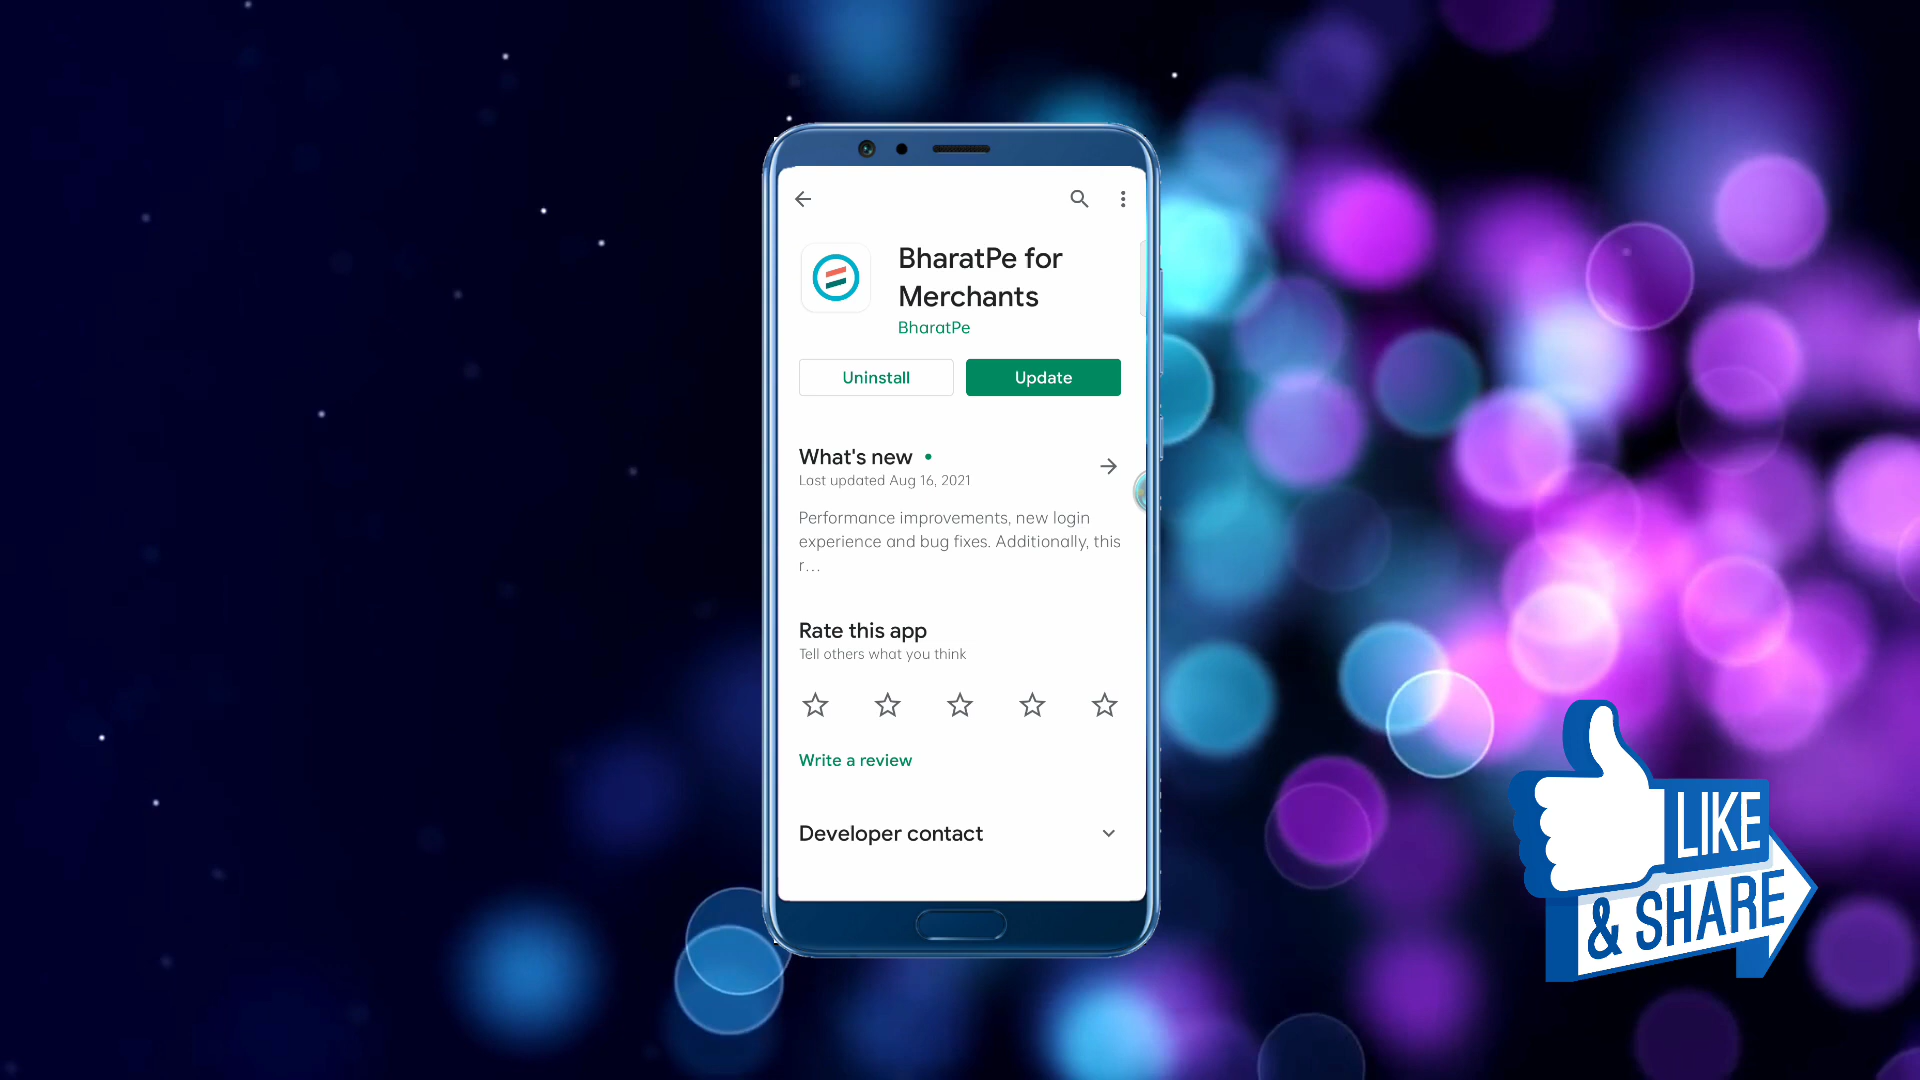 BharatPe for
Merchants
BharatPe
Uninstall
Update
What's new
Last updated Aug 16, 2021
Performance improvements, new login
experience and bug fixes. Additionally, this
r...
Rate this app
Tell others what you think
Write a review
Developer contact
LIKE
& SHARE